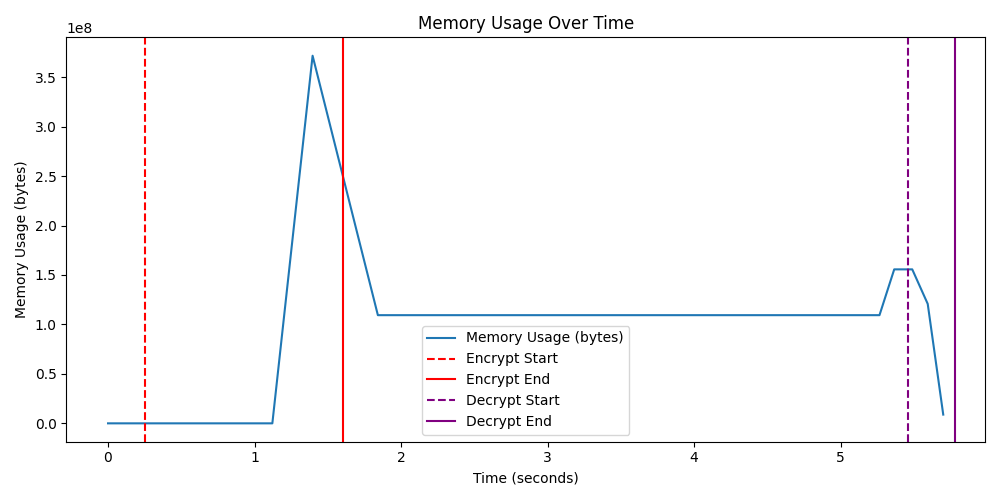 Memory Usage Over Time
1e8
3.5
3.0
2.5
2.0
1.5
1.0
0.5
0.0
Memory Usage (bytes)
Memory Usage (bytes)
Encrypt Start
Encrypt End
Decrypt Start
Decrypt End
0 1 2 3 4 5
Time (seconds)